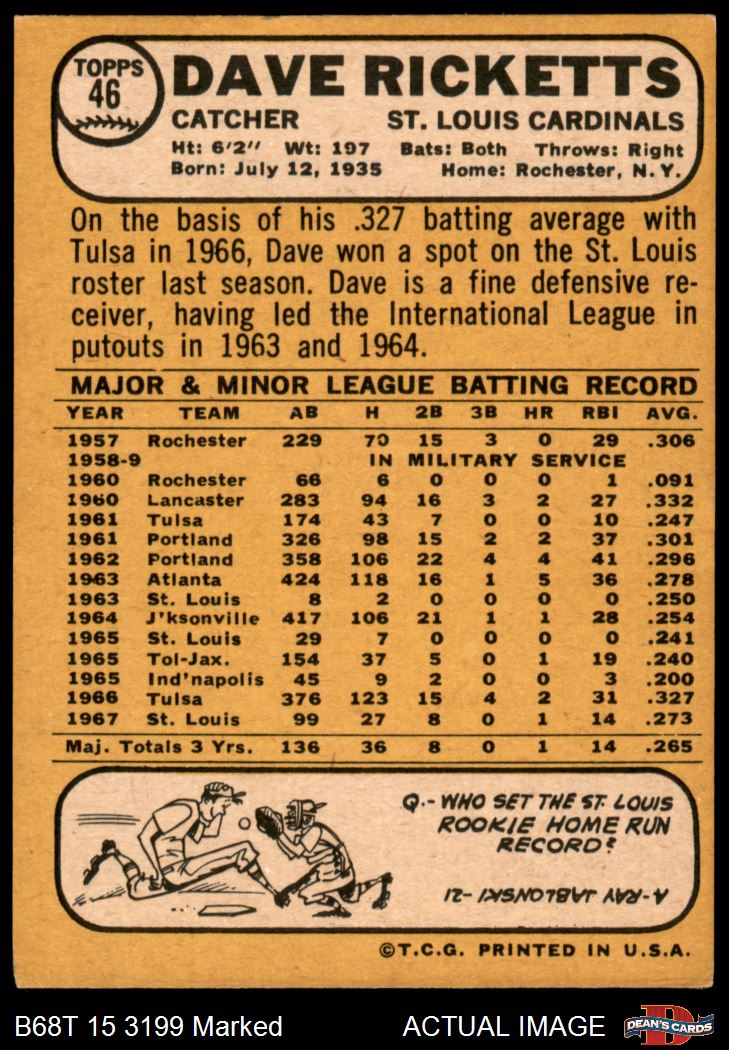 TOPPS
46
DAVE RICKETTS
CATCHER ST. LOUIS CARDINALS
Ht: 6'2" Wt: 197 Bats: Both Throws: Right
Born: July 12, 1935 Home: Rochester, N.Y.
On the basis of his .327 batting average with
Tulsa in 1966, Dave won a spot on the St. Louis
roster last season. Dave is a fine defensive re-
ceiver, having led the International League in
putouts in 1963 and 1964.
MAJOR & MINOR LEAGUE BATTING RECORD
YEAR TEAM AB H 2B 3B HR RBI AVG.
1957 Rochester 229 70 15 3 0 29 .306
1958-9 IN MILITARY SERVICE
1960 Rochester 66 6 0 0 0 1 .091
1960 Lancaster 283 94 16 3 2 27 .332
1961 Tulsa 174 43 7 0 0 10 .247
1961 Portland 326 98 15 2 2 37 .301
1962 Portland 358 106 22 4 4 41 .296
1963 Atlanta 424 118 16 1 5 36 .278
1963 St. Louis 8 2 0 0 0 0 .250
1964 J'ksonville 417 106 21 1 1 28 .254
1965 St. Louis 29 7 0 0 0 0 .241
1965 Tol-Jax. 154 37 5 0 1 19 .240
1965 Ind'napolis 45 9 2 0 0 3 .200
1966 Tulsa 376 123 15 4 2 31 .327
1967 St. Louis 99 27 8 0 1 14 .273
Maj. Totals 3 Yrs. 136 36 8 0 1 14 .265
Q.- WHO SET THE ST. LOUIS
ROOKIE HOME RUN
RECORD?
A- RAY JABLONSKI- 21
©T.C.G. PRINTED IN U.S.A.
B68T 15 3199 Marked ACTUAL IMAGE
D
DEAN'S CARDS